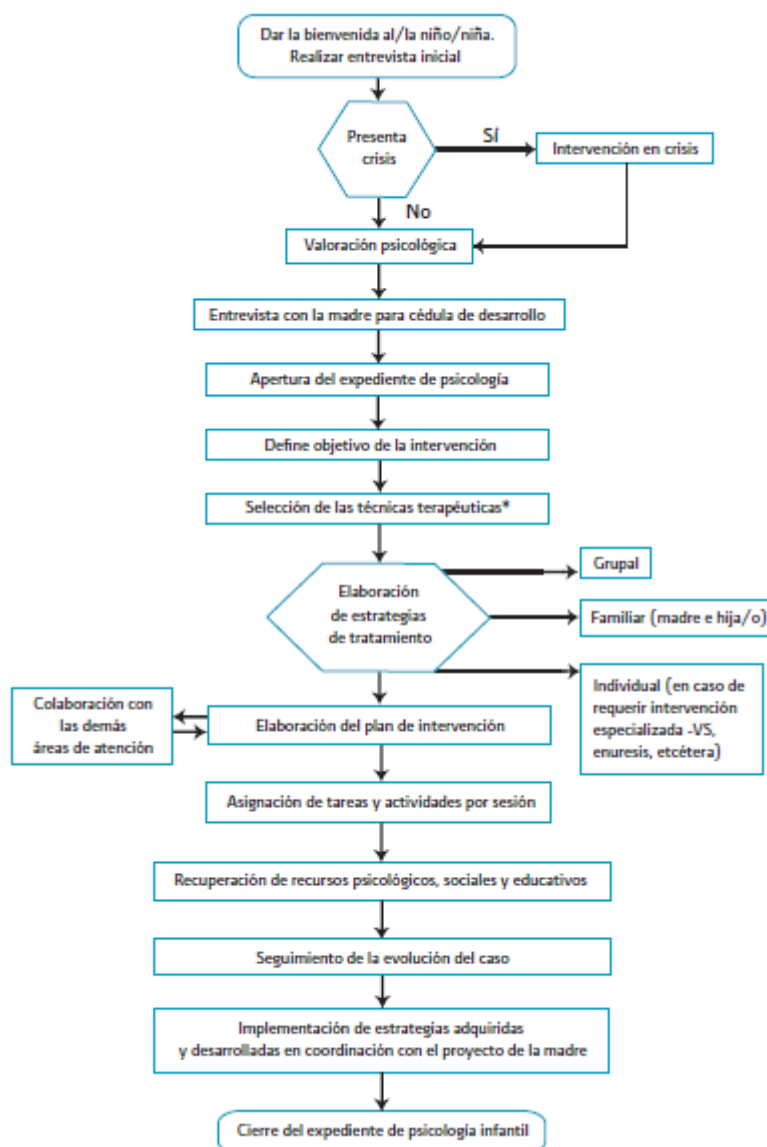 Dar la bienvenida al/la niño/niña.
Realizar entrevista inicial
Presenta
crisis
Sí
Intervención en crisis
No
Valoración psicológica
Entrevista con la madre para cédula de desarrollo
Apertura del expediente de psicología
Define objetivo de la intervención
Selección de las técnicas terapéuticas*
Elaboración
de estrategias
de tratamiento
Grupal
Familiar (madre e hija/o)
Individual (en caso de
requerir intervención
especializada -VS,
enuresis, etcétera)
Colaboración con
las demás
áreas de atención
Elaboración del plan de intervención
Asignación de tareas y actividades por sesión
Recuperación de recursos psicológicos, sociales y educativos
Seguimiento de la evolución del caso
Implementación de estrategias adquiridas
y desarrolladas en coordinación con el proyecto de la madre
Cierre del expediente de psicología infantil